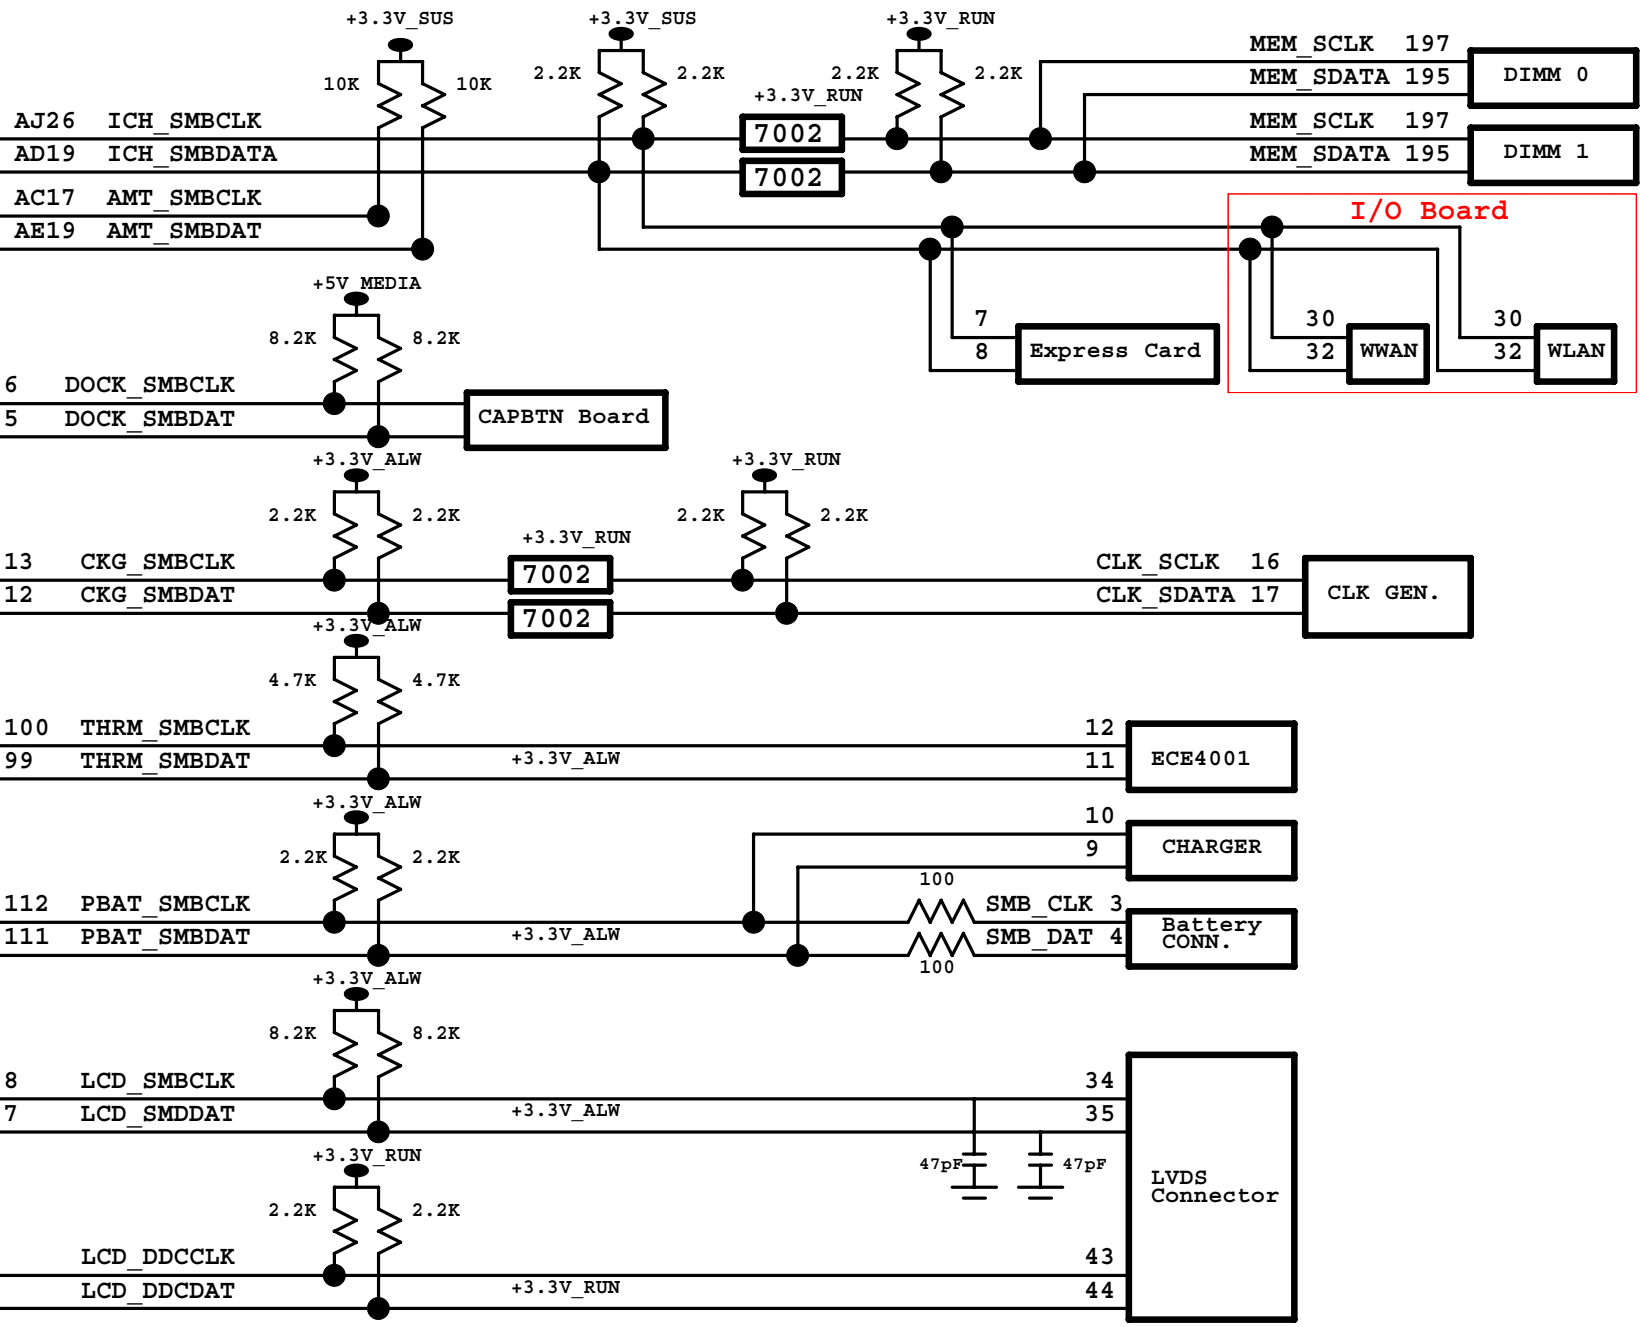 +3.3V_SUS +3.3V_SUS +3.3V_RUN
MEM_SCLK 197
10K 10K 2.2K 2.2K 2.2K 2.2K
MEM_SDATA 195 DIMM 0
+3.3V_RUN
AJ26 ICH_SMBCLK 7002 MEM_SCLK 197
AD19 ICH_SMBDATA 7002 MEM_SDATA 195 DIMM 1
AC17 AMT_SMBCLK
I/O Board
AE19 AMT_SMBDAT
+5V_MEDIA
8.2K 8.2K
7 30 30
8 Express Card 32 WWAN 32 WLAN
6 DOCK_SMBCLK
5 DOCK_SMBDAT CAPBTN Board
+3.3V_ALW +3.3V_RUN
2.2K 2.2K 2.2K 2.2K
+3.3V_RUN
13 CKG_SMBCLK 7002 CLK_SCLK 16
12 CKG_SMBDAT 7002 CLK_SDATA 17 CLK GEN.
+3.3V_ALW
4.7K 4.7K
100 THRM_SMBCLK 12
99 THRM_SMBDAT +3.3V_ALW 11 ECE4001
+3.3V_ALW
10
2.2K 2.2K 9 CHARGER
100
112 PBAT_SMBCLK SMB_CLK 3
111 PBAT_SMBDAT +3.3V_ALW SMB_DAT 4 Battery
CONN.
100
+3.3V_ALW
8.2K 8.2K
8 LCD_SMBCLK 34
7 LCD_SMDDAT +3.3V_ALW 35
+3.3V_RUN 47pF 47pF
LVDS
Connector
2.2K 2.2K
LCD_DDCCLK 43
LCD_DDCDAT +3.3V_RUN 44